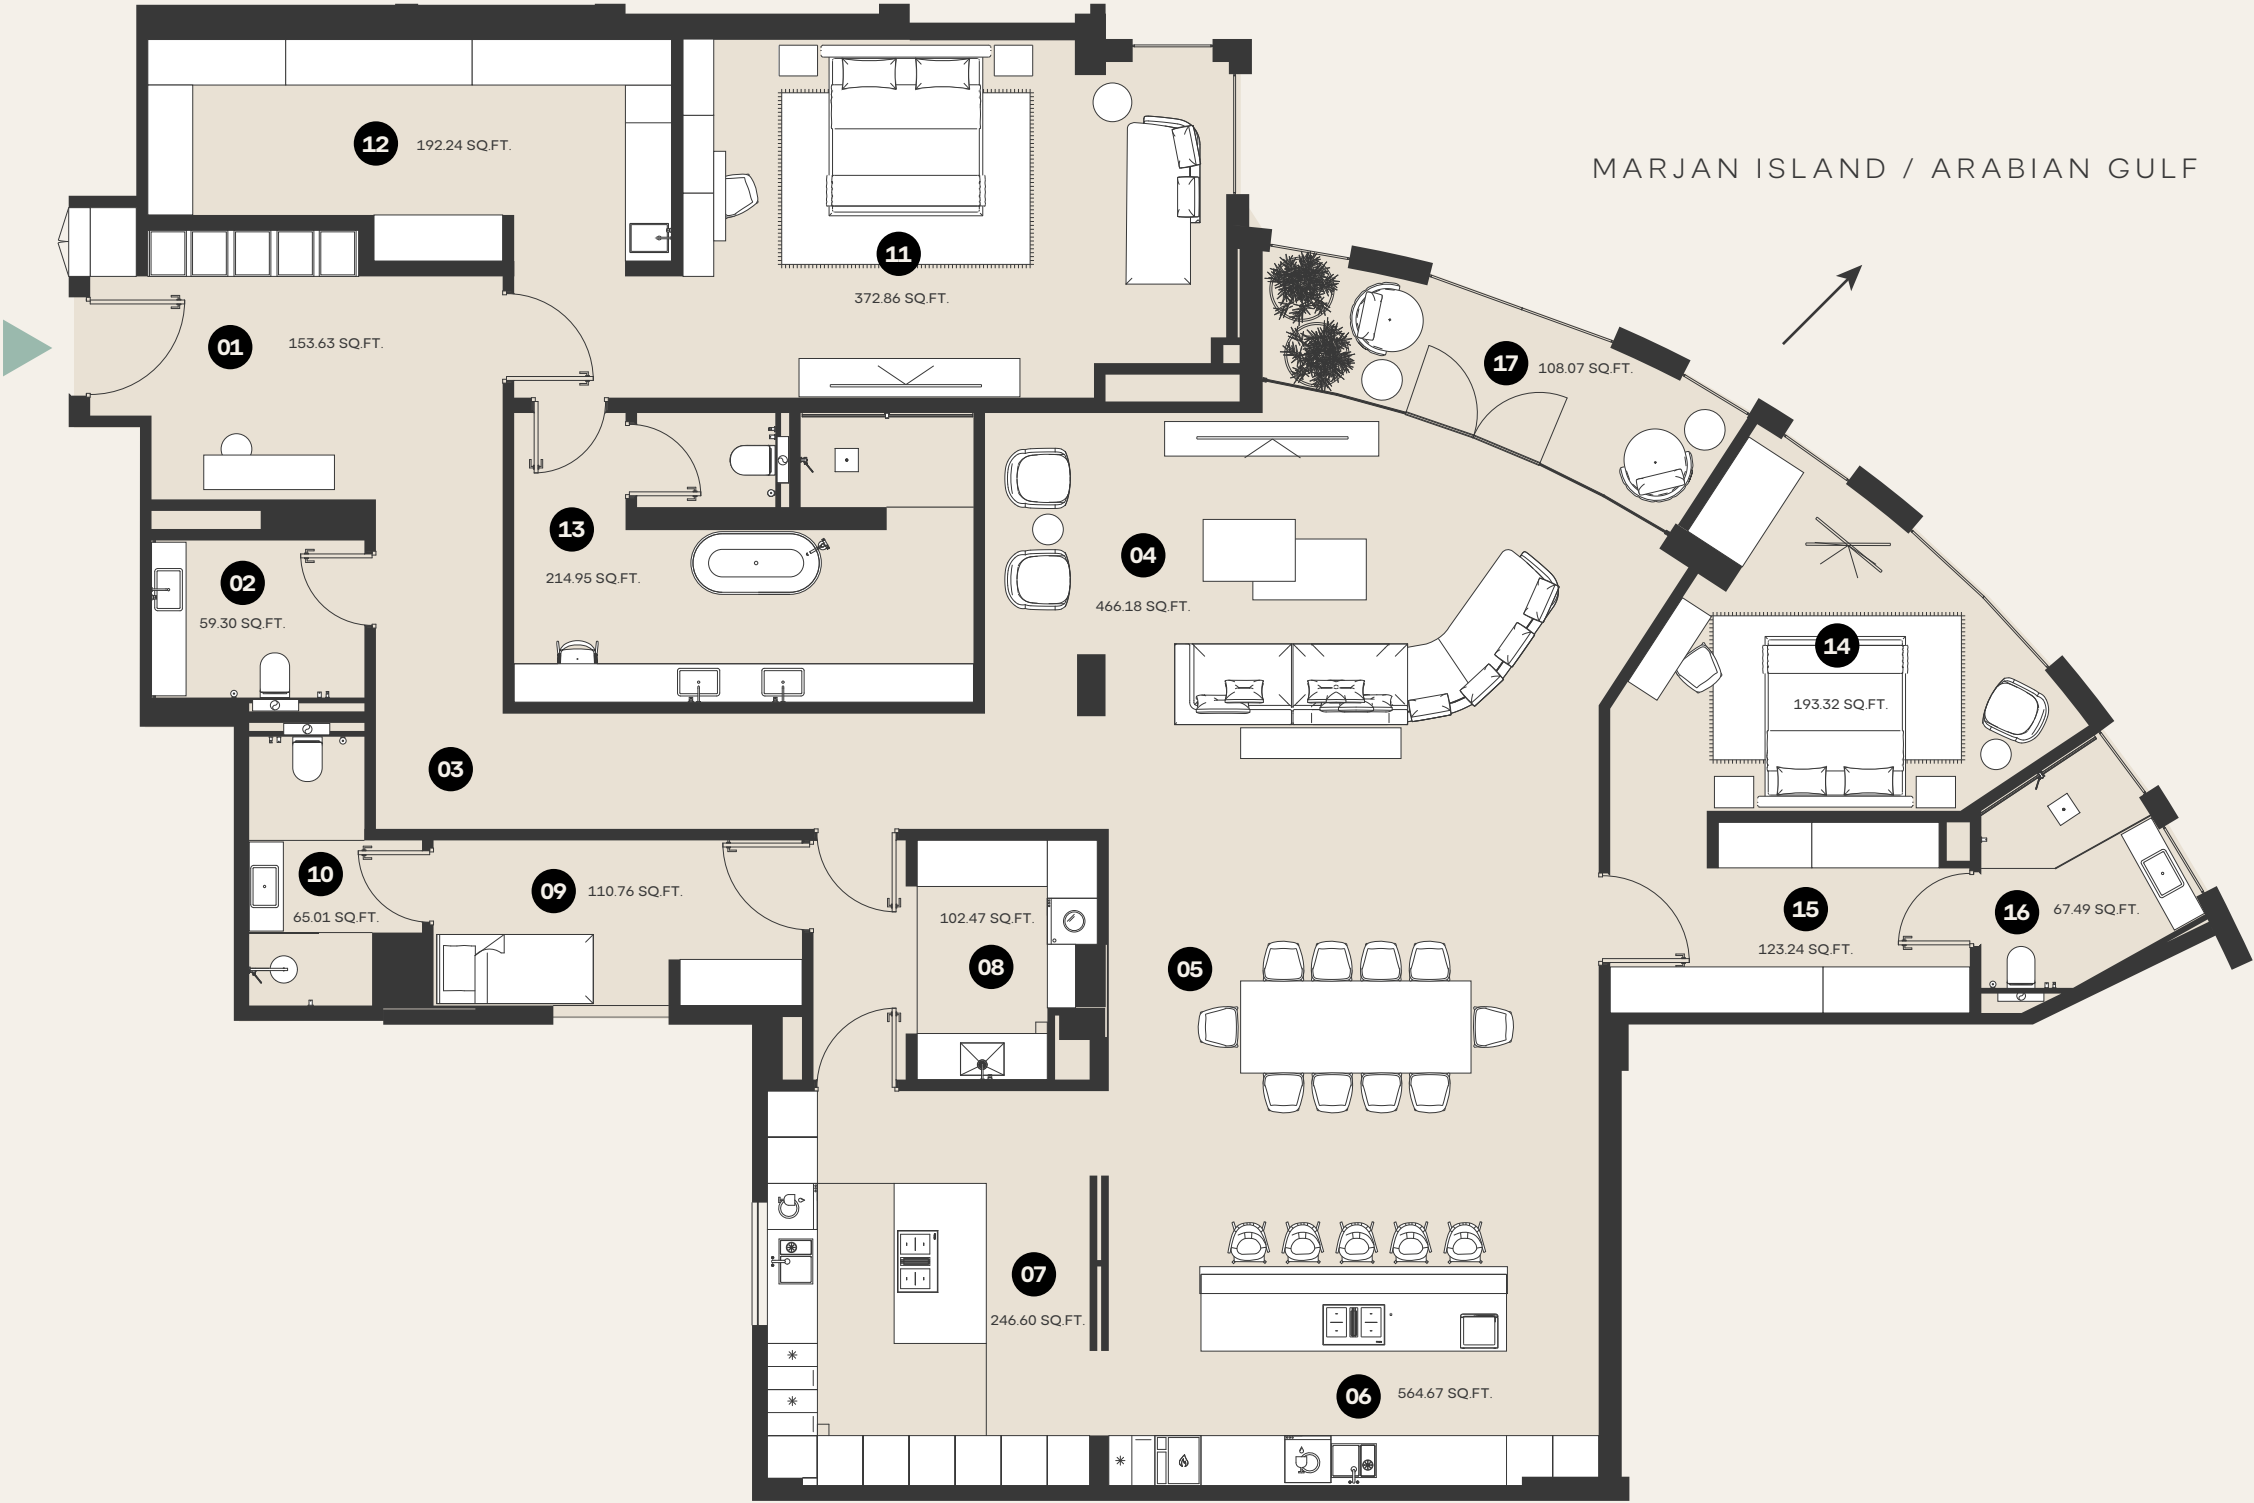 12
192.24 SQ.FT.
MARJAN ISLAND / ARABIAN GULF
11
372.86 SQ.FT.
01
153.63 SQ.FT.
17
108.07 SQ.FT.
13
214.95 SQ.FT.
04
466.18 SQ.FT.
02
59.30 SQ.FT.
14
193.32 SQ.FT.
03
10
65.01 SQ.FT.
09
110.76 SQ.FT.
102.47 SQ.FT.
08
05
15
123.24 SQ.FT.
16
67.49 SQ.FT.
07
246.60 SQ.FT.
06
564.67 SQ.FT.